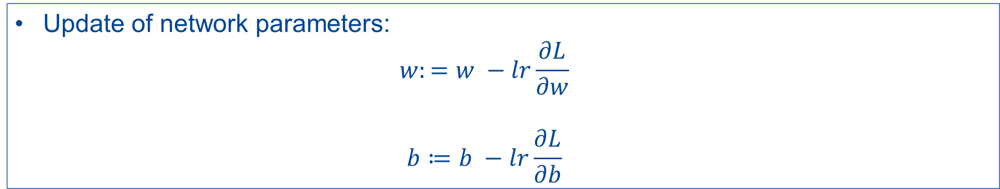 • Update of network parameters:
w: = w − lr ∂L/∂w
b ≔ b − lr ∂L/∂b